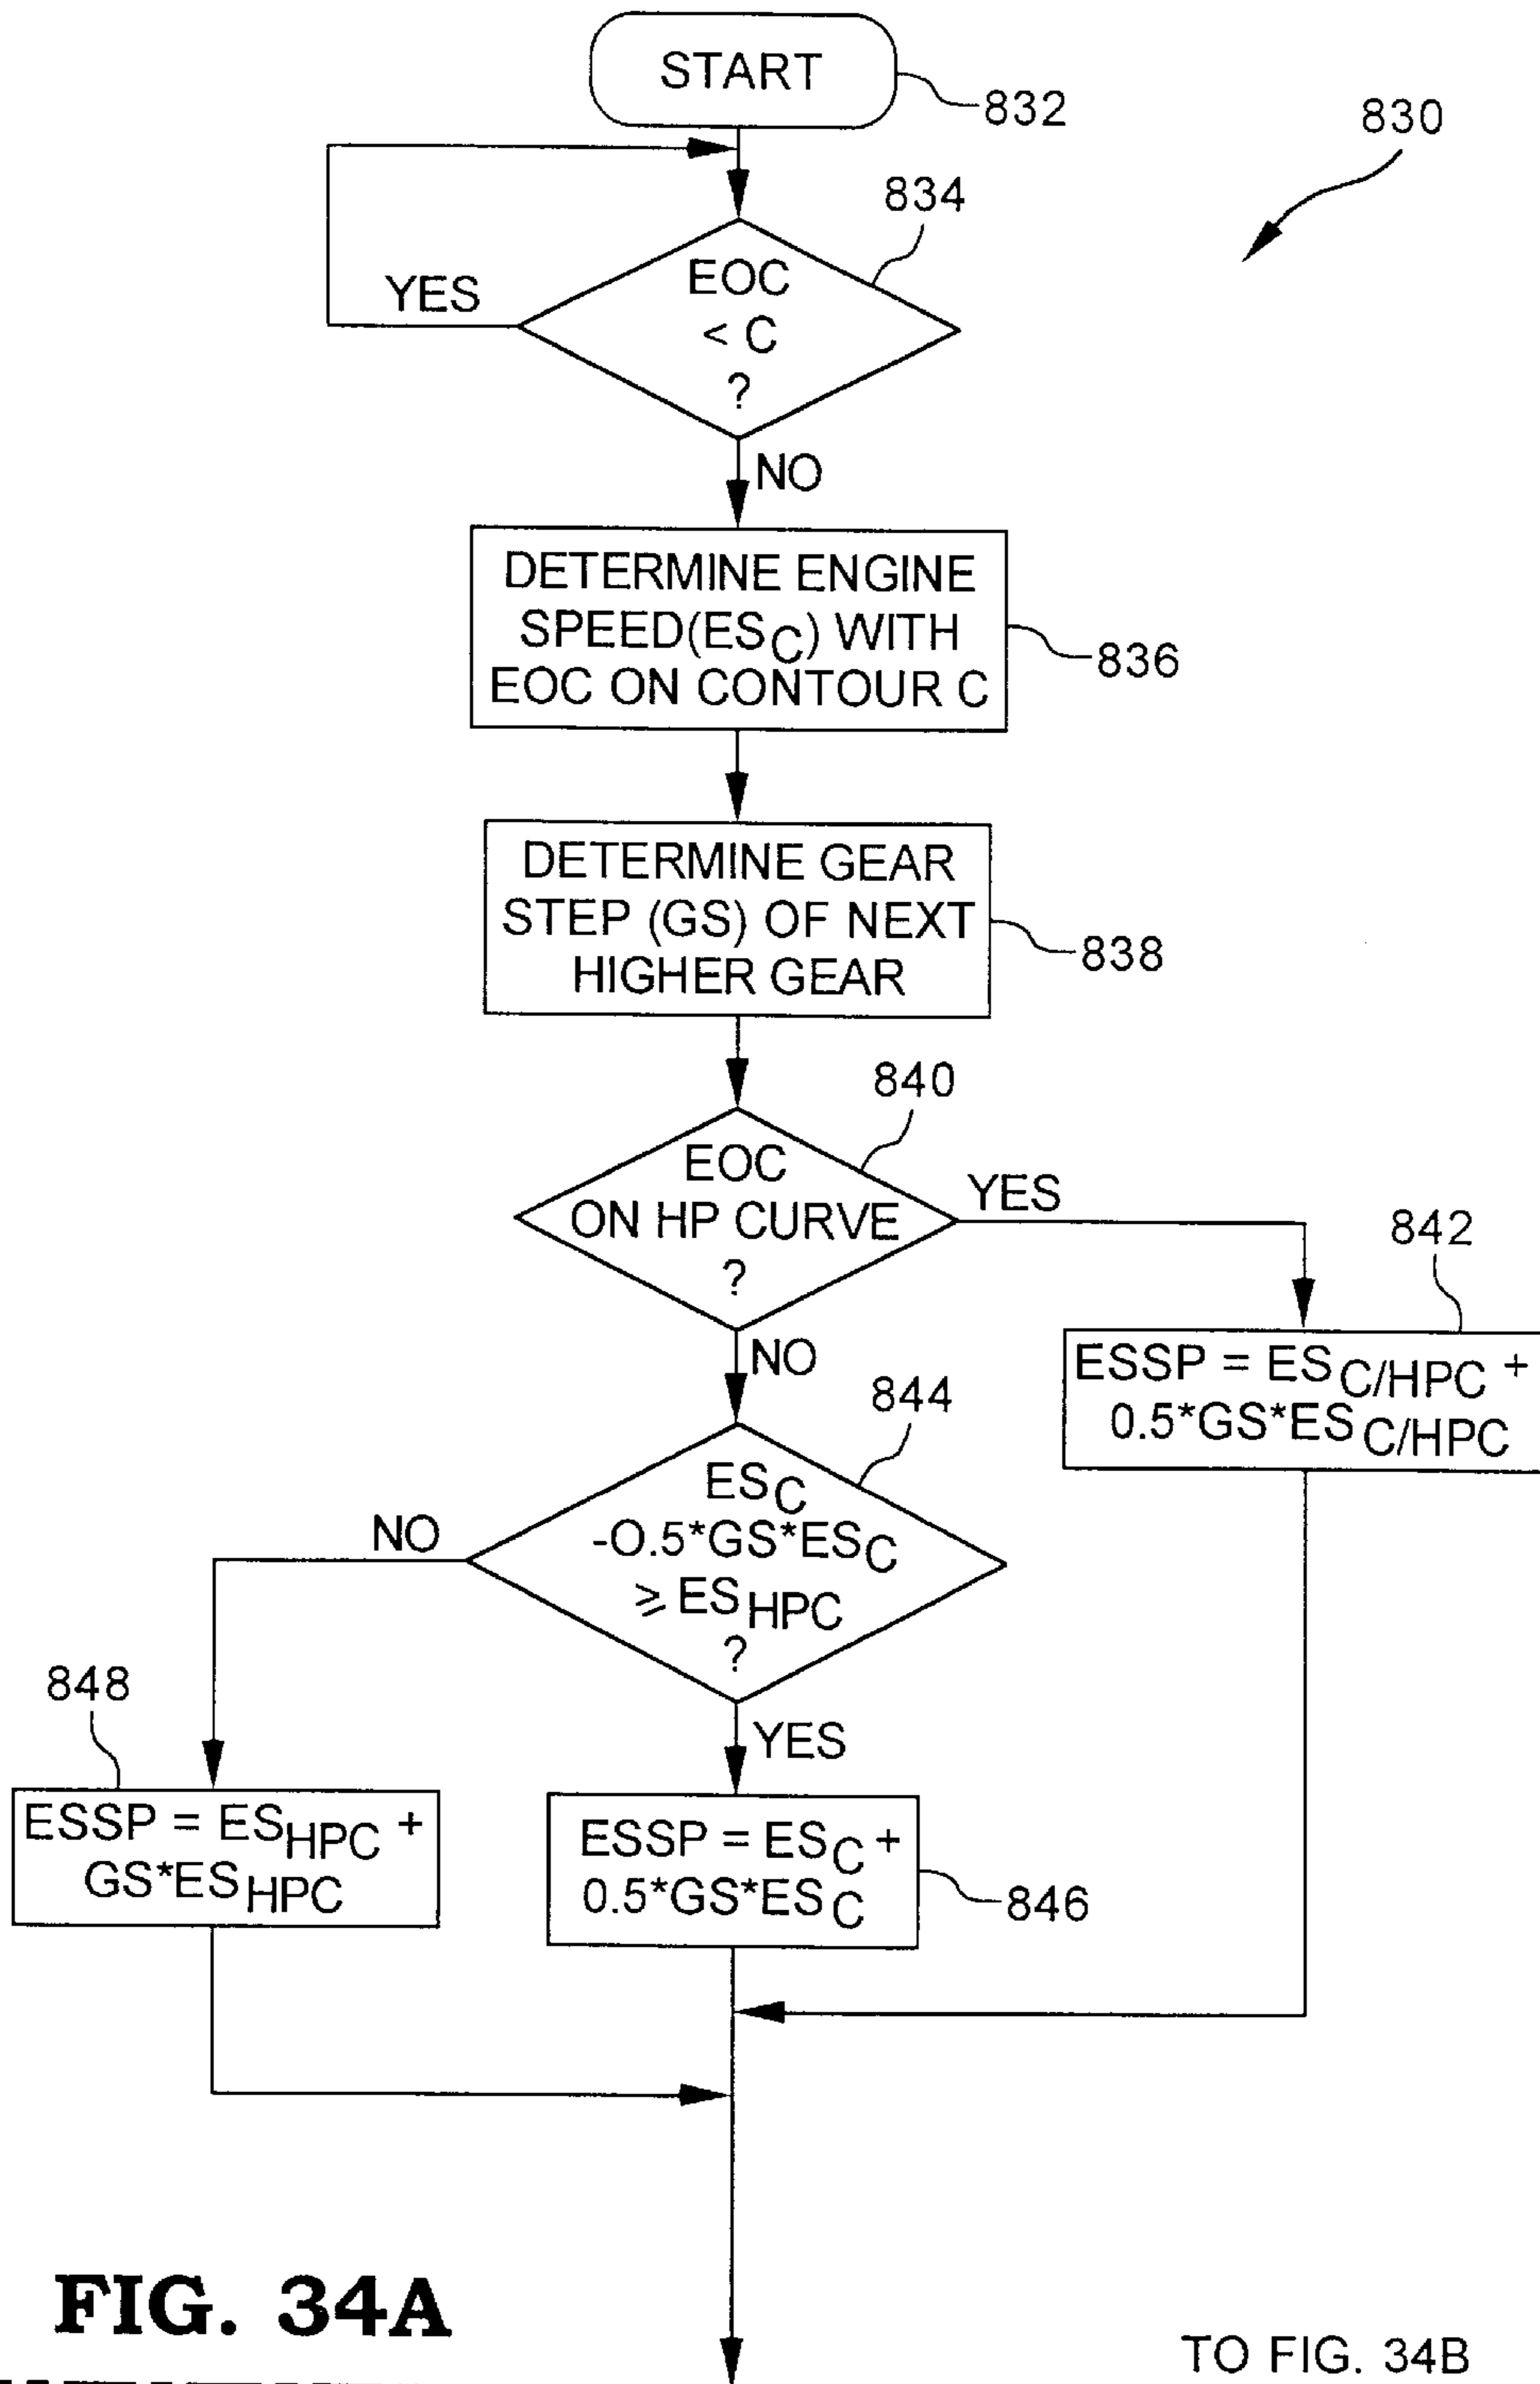 START
832
830
834
EOC
< C
?
YES
NO
DETERMINE ENGINE
SPEED(ESC) WITH
EOC ON CONTOUR C
836
DETERMINE GEAR
STEP (GS) OF NEXT
HIGHER GEAR
838
840
EOC
ON HP CURVE
?
YES
NO
842
ESSP = ESC/HPC +
0.5*GS*ESC/HPC
844
ESC
-0.5*GS*ESC
⩾ ESHPC
?
NO
YES
848
ESSP = ESHPC +
GS*ESHPC
ESSP = ESC +
0.5*GS*ESC
846
FIG. 34A
TO FIG. 34B